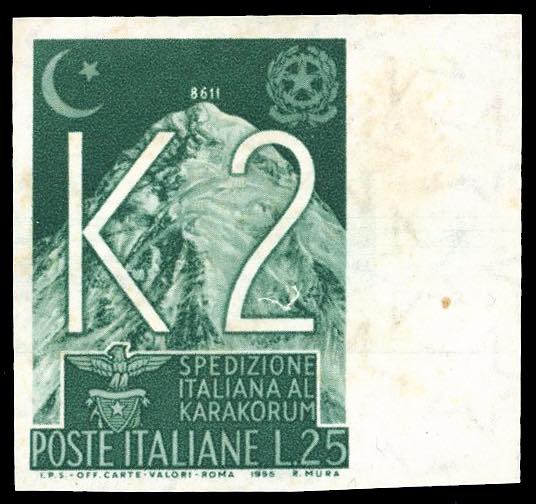 8611
K2
SPEDIZIONE
ITALIANA AL
KARAKORUM
POSTE ITALIANE L.25
I.P.S.-OFF. CARTE-VALORI-ROMA 1955 R. MURA